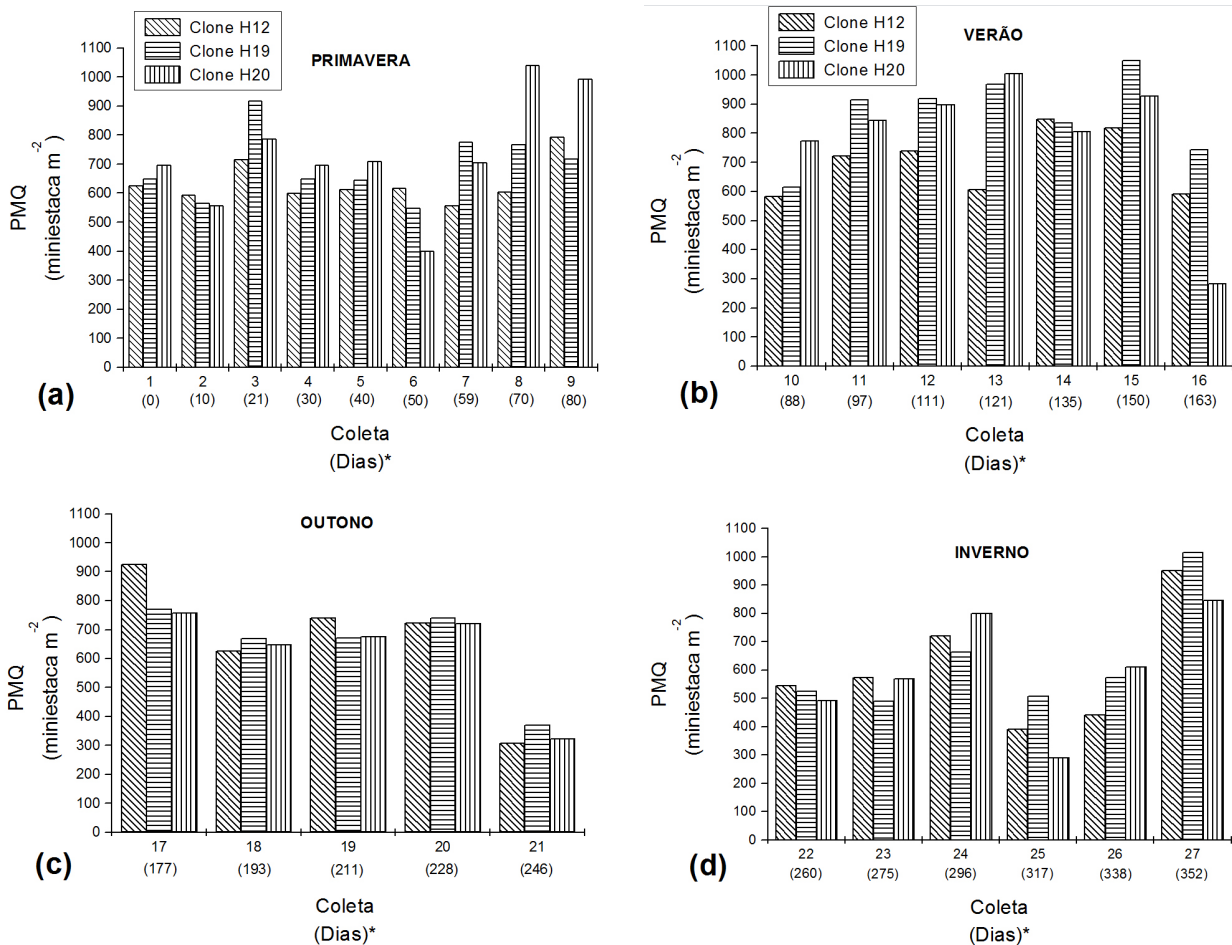 Clone H12
Clone H19
Clone H20
PRIMAVERA
1100
1000
900
800
700
600
500
400
300
200
100
0
PMQ
(miniestaca m⁻²)
1 2 3 4 5 6 7 8 9
(0) (10) (21) (30) (40) (50) (59) (70) (80)
(a)
Coleta
(Dias)*
Clone H12
Clone H19
Clone H20
VERÃO
1100
1000
900
800
700
600
500
400
300
200
100
0
PMQ
(miniestaca m⁻²)
10 11 12 13 14 15 16
(88) (97) (111) (121) (135) (150) (163)
(b)
Coleta
(Dias)*
OUTONO
1100
1000
900
800
700
600
500
400
300
200
100
0
PMQ
(miniestaca m⁻²)
17 18 19 20 21
(177) (193) (211) (228) (246)
(c)
Coleta
(Dias)*
INVERNO
1100
1000
900
800
700
600
500
400
300
200
100
0
PMQ
(miniestaca m⁻²)
22 23 24 25 26 27
(260) (275) (296) (317) (338) (352)
(d)
Coleta
(Dias)*